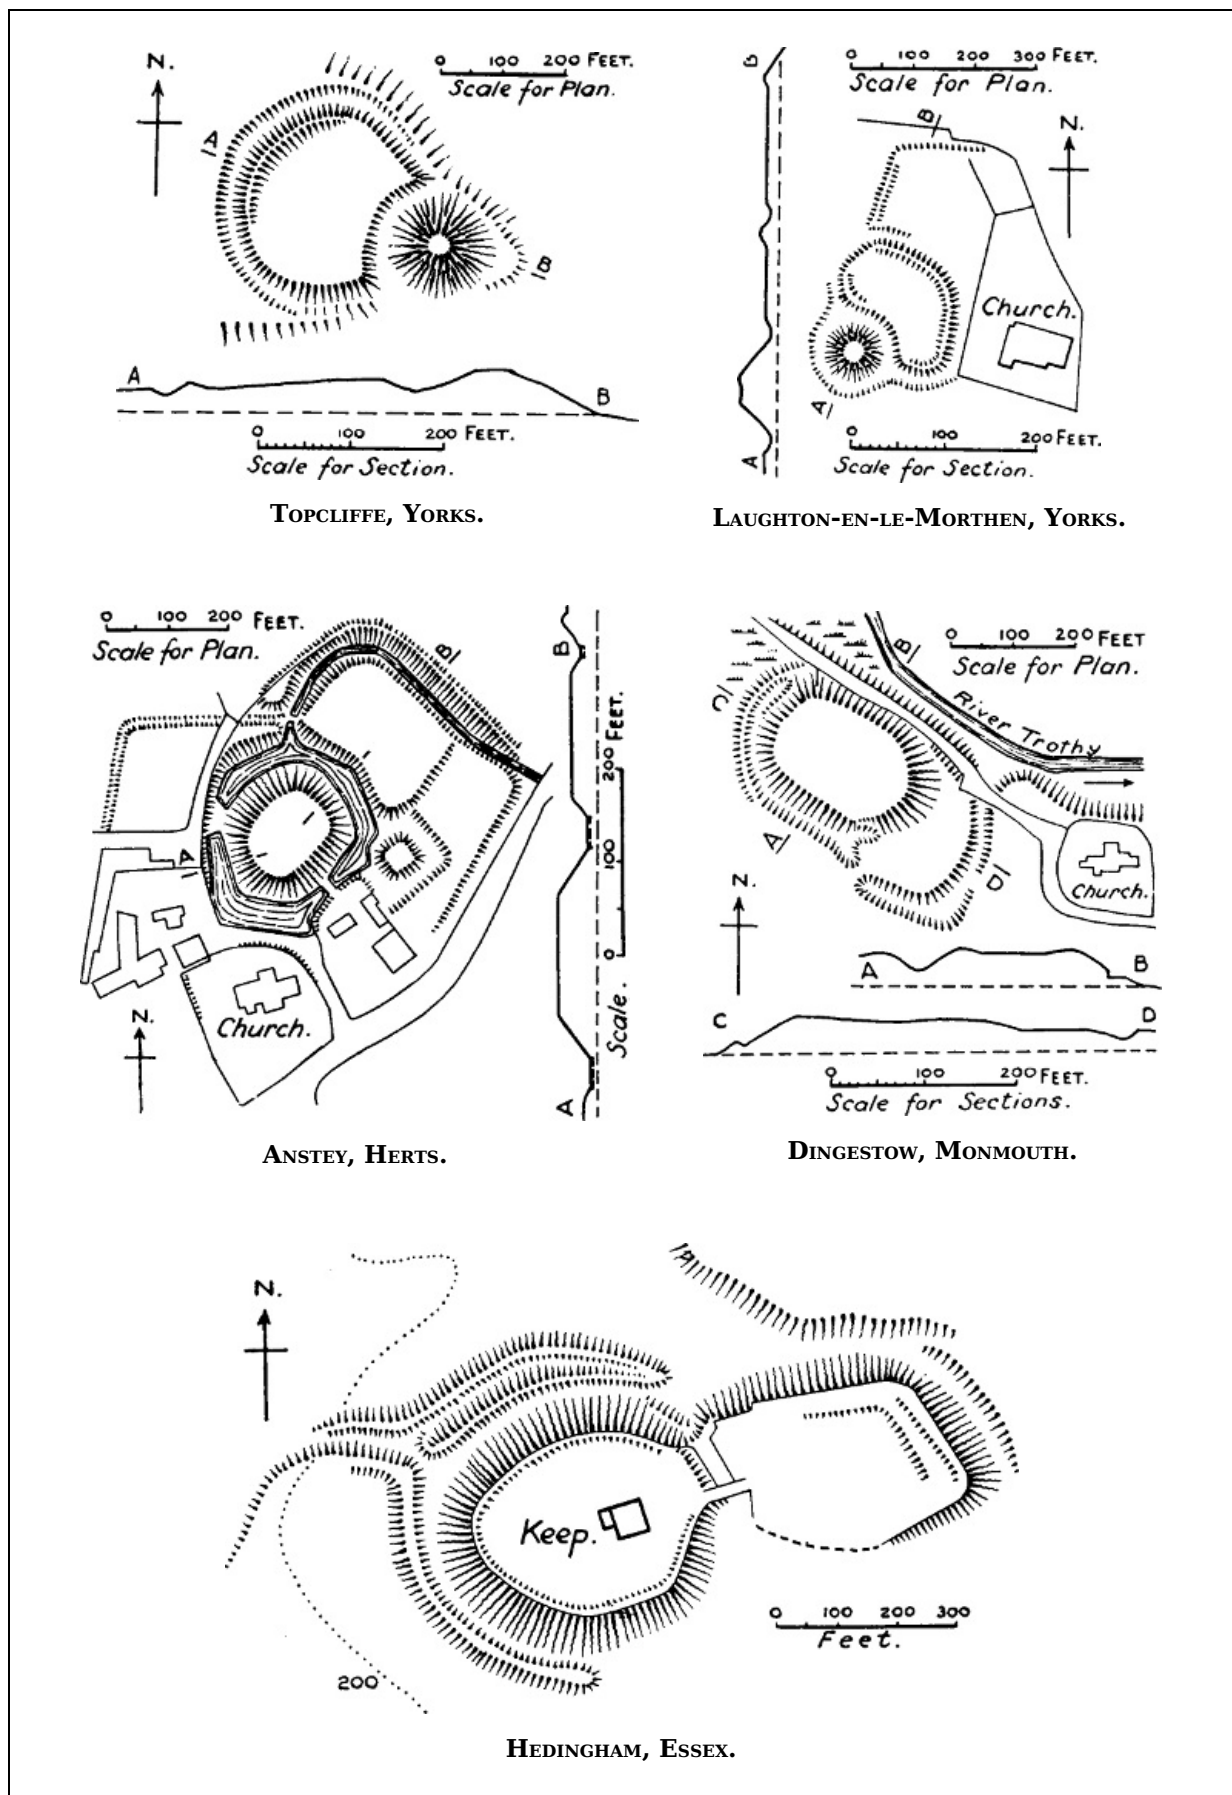 N.
0 100 200 FEET.
Scale for Plan.
A
B
A
B
0 100 200 FEET.
Scale for Section.
TOPCLIFFE, YORKS.
B
0 100 200 300 FEET.
Scale for Plan.
B
N.
Church.
A
A
0 100 200 FEET.
Scale for Section.
LAUGHTON-EN-LE-MORTHEN, YORKS.
0 100 200 FEET.
Scale for Plan.
B
A
N.
Church.
B
A
0 100 200 FEET.
Scale.
ANSTEY, HERTS.
0 100 200 FEET
Scale for Plan.
B
C
River Trothy
A
D
N.
Church.
A
B
C
D
0 100 200 FEET.
Scale for Sections.
DINGESTOW, MONMOUTH.
N.
Keep.
0 100 200 300
Feet.
200
HEDINGHAM, ESSEX.